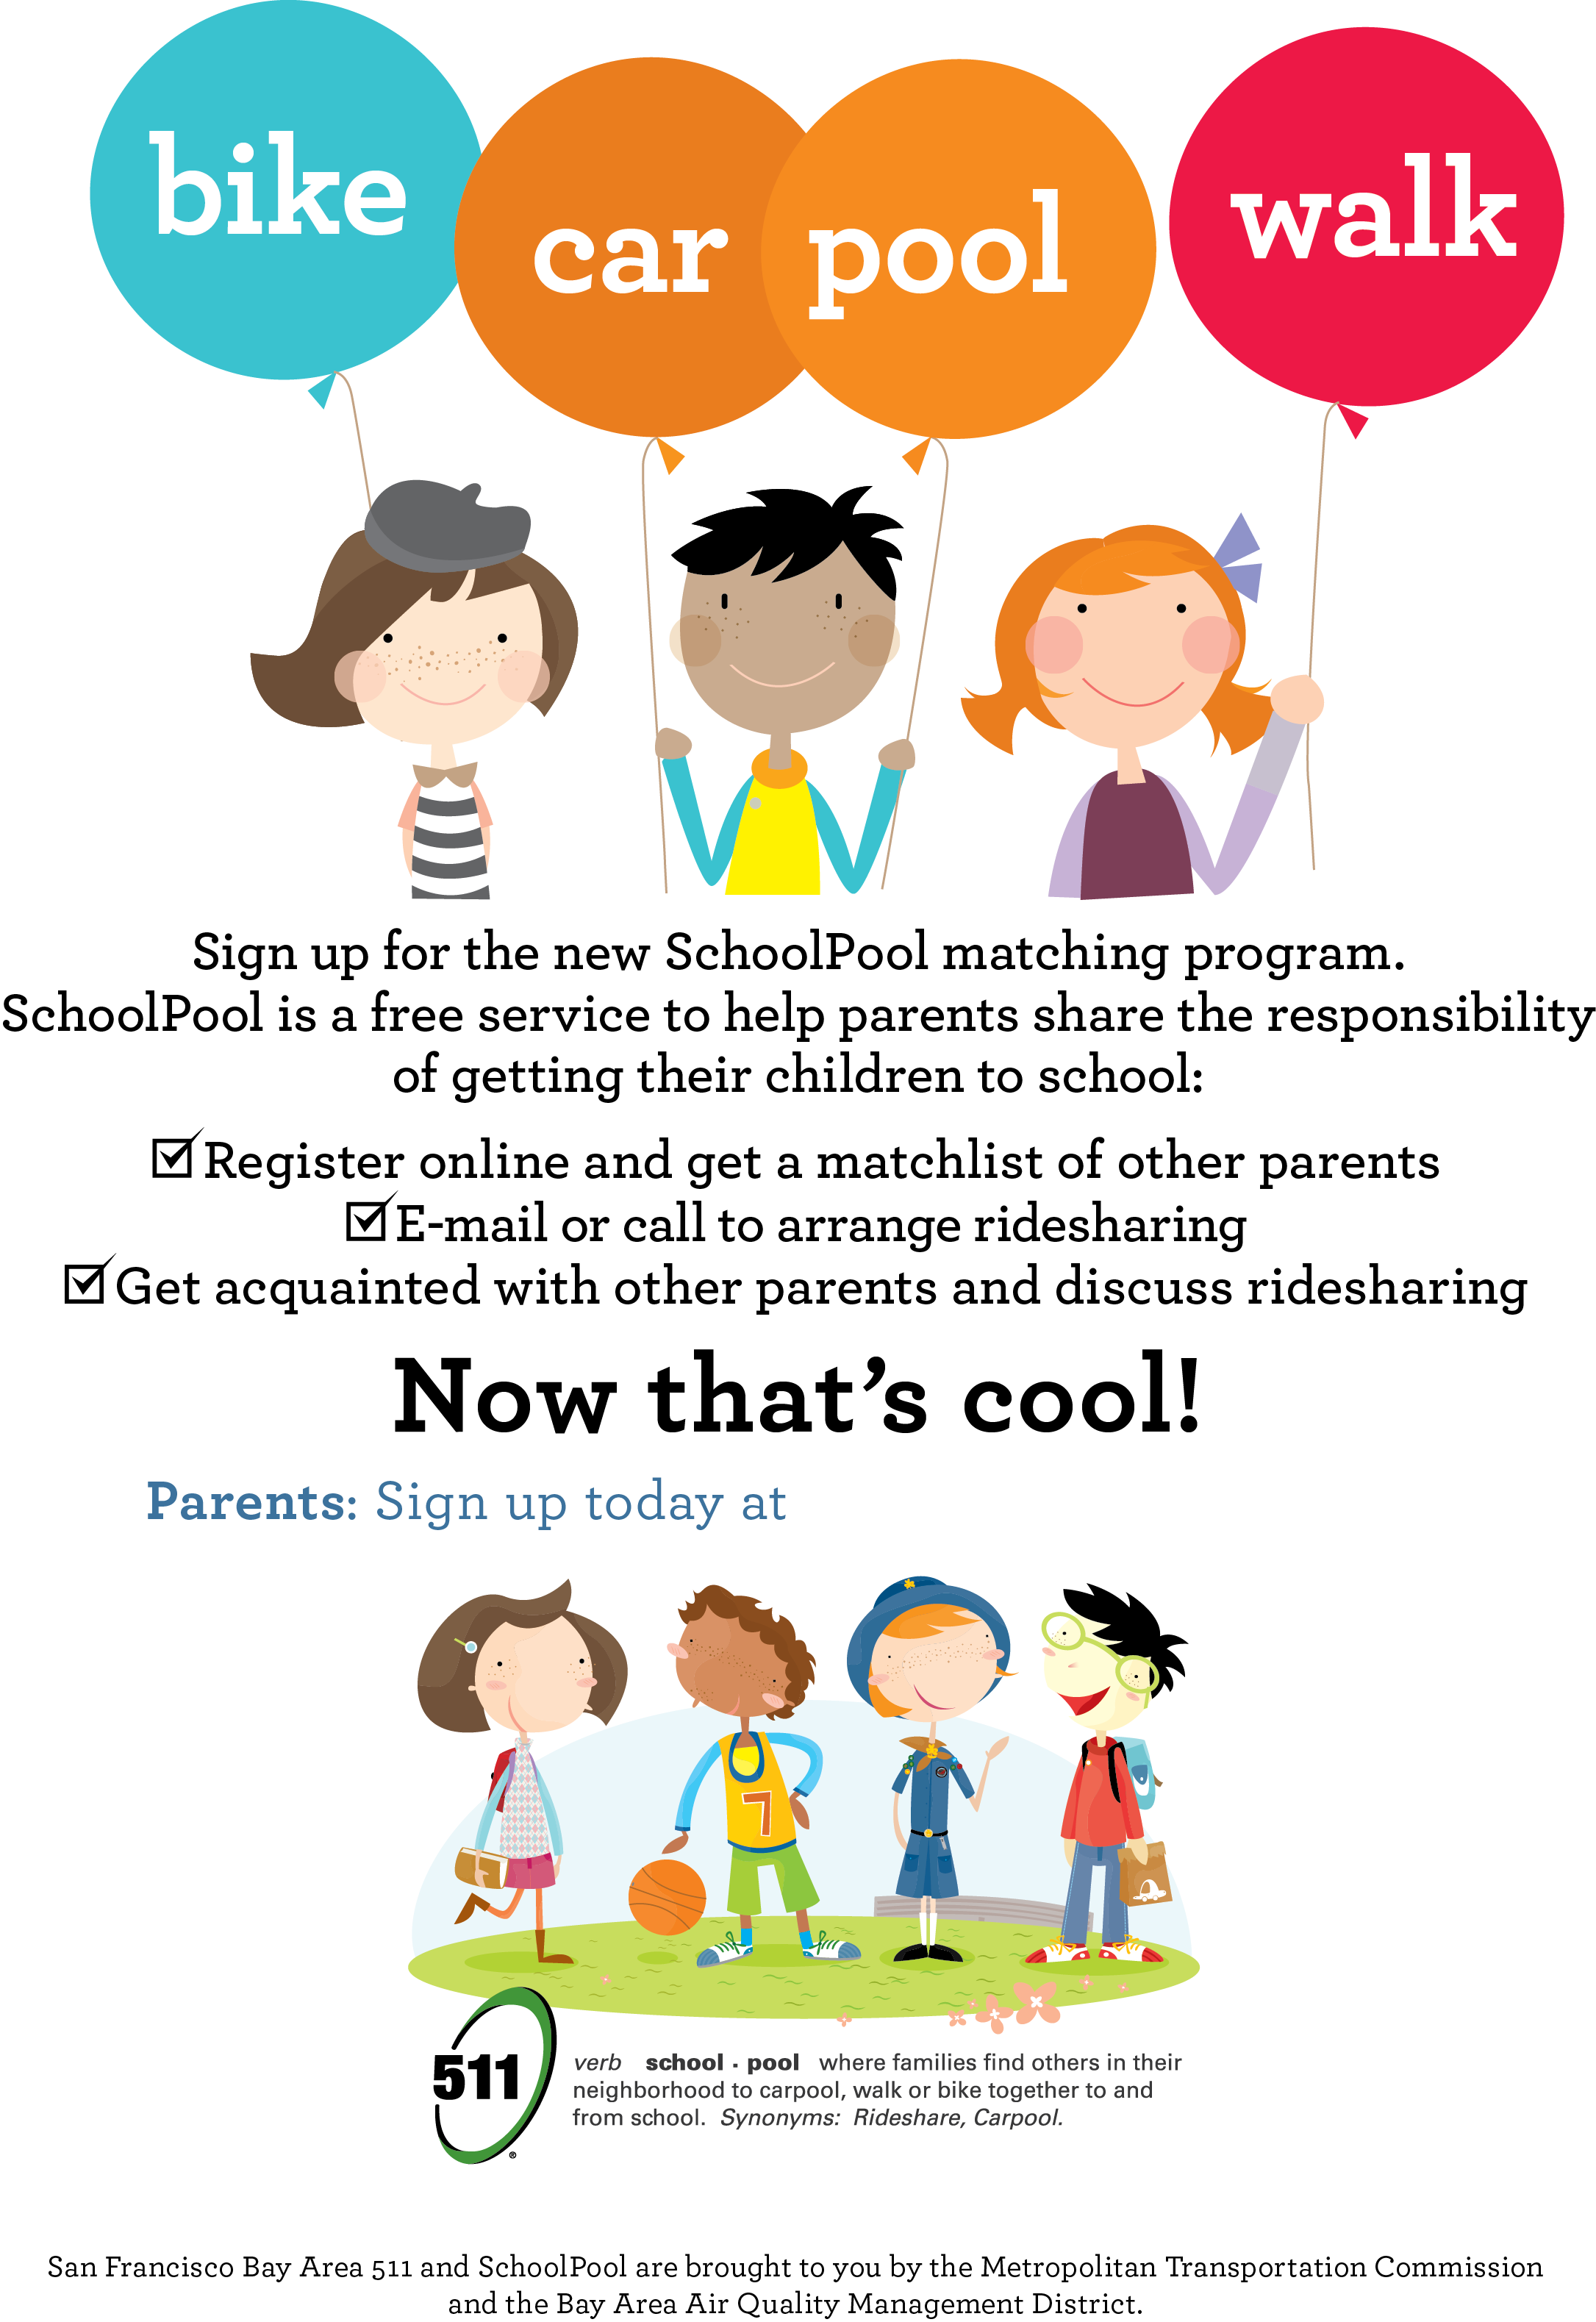 bike
car pool
walk
Sign up for the new SchoolPool matching program.
SchoolPool is a free service to help parents share the responsibility
of getting their children to school:
Register online and get a matchlist of other parents
E-mail or call to arrange ridesharing
Get acquainted with other parents and discuss ridesharing
Now that’s cool!
Parents: Sign up today at
7
511
®
verb school · pool where families find others in their
neighborhood to carpool, walk or bike together to and
from school. Synonyms: Rideshare, Carpool.
San Francisco Bay Area 511 and SchoolPool are brought to you by the Metropolitan Transportation Commission
and the Bay Area Air Quality Management District.